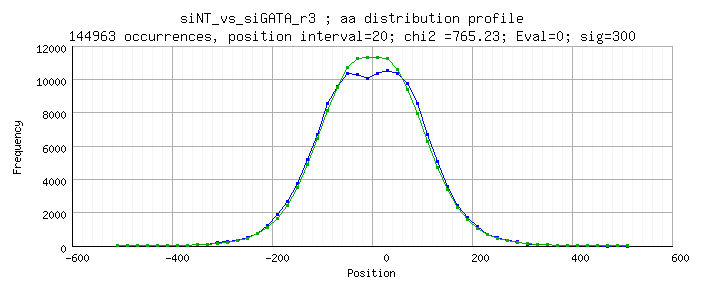 siNT_vs_siGATA_r3 ; aa distribution profile
144963 occurrences, position interval=20; chi2 =765.23; Eval=0; sig=300
12000
10000
8000
6000
4000
2000
0
Frequency
-600 -400 -200 0 200 400 600
Position